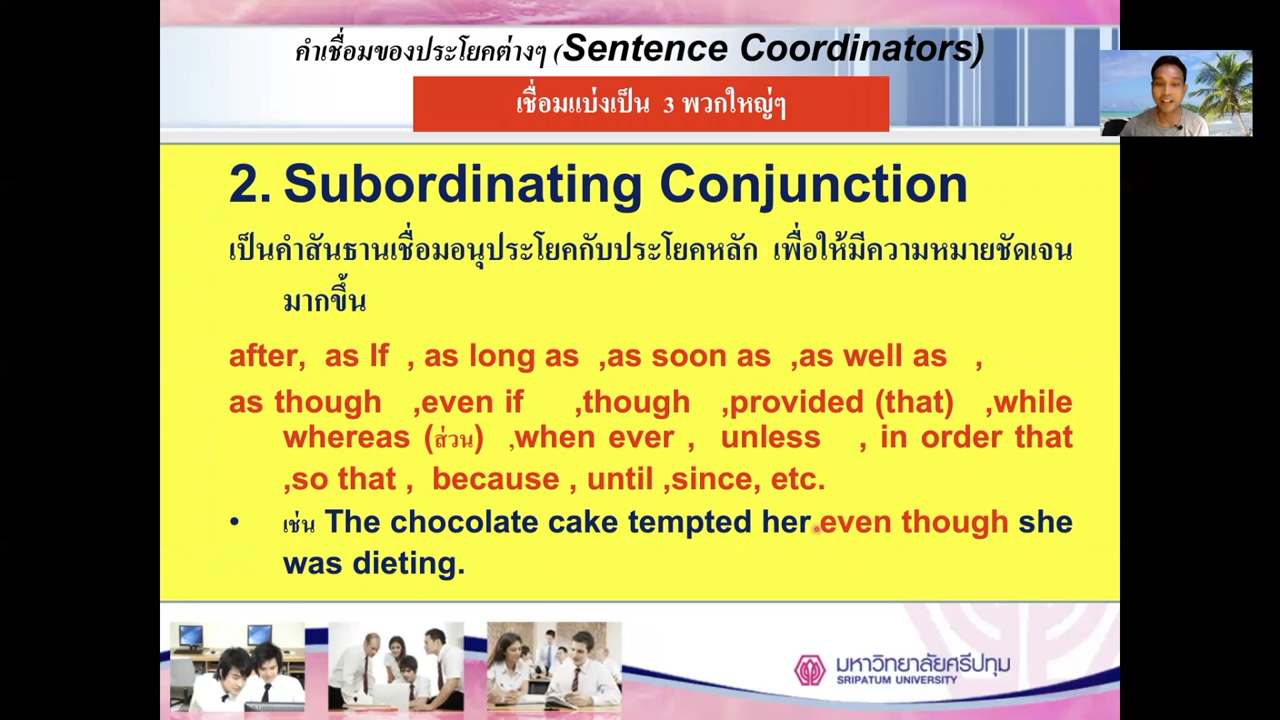 คำเชื่อมของประโยคต่างๆ (Sentence Coordinators)
เชื่อมแบ่งเป็น 3 พวกใหญ่ๆ
2. Subordinating Conjunction
เป็นคำสันธานเชื่อมอนุประโยคกับประโยคหลัก เพื่อให้มีความหมายชัดเจน
มากขึ้น
after, as If , as long as ,as soon as ,as well as ,
as though ,even if ,though ,provided (that) ,while
whereas (ส่วน) ,when ever , unless , in order that
,so that , because , until ,since, etc.
• เช่น The chocolate cake tempted her even though she
was dieting.
มหาวิทยาลัยศรีปทุม
SRIPATUM UNIVERSITY